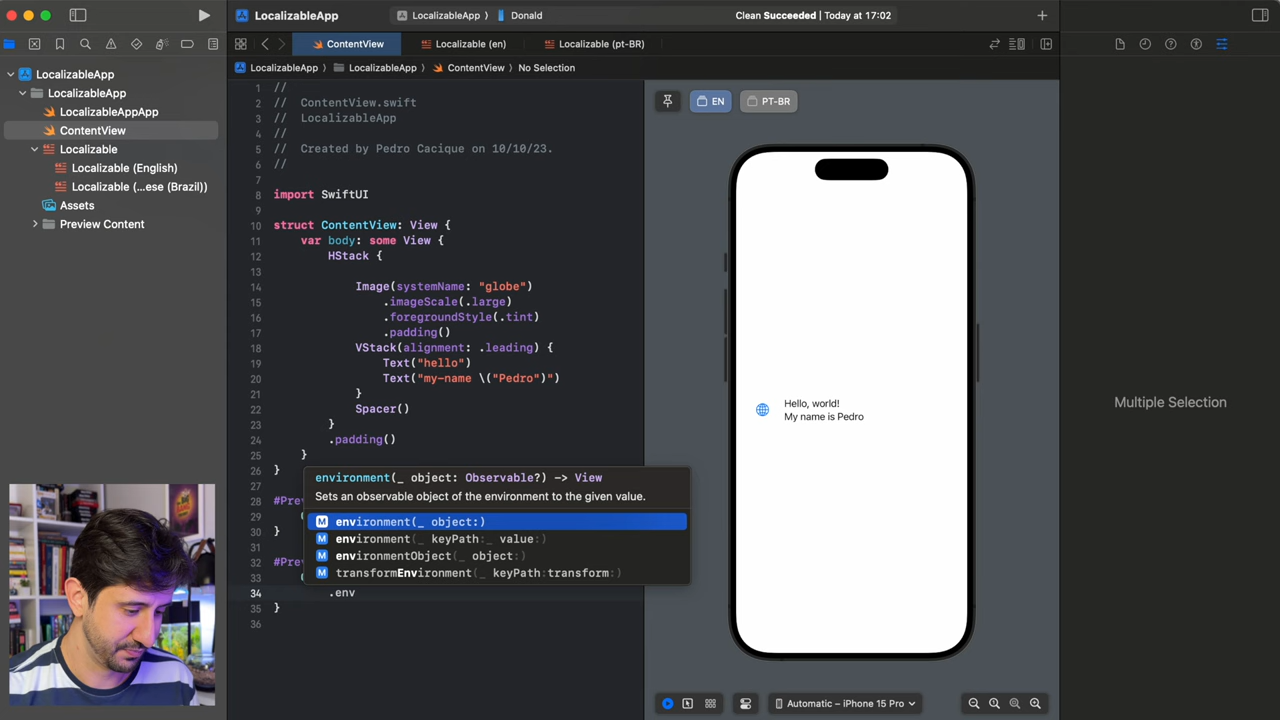 LocalizableApp
LocalizableApp
Donald
Clean Succeeded | Today at 17:02
ContentView
Localizable (en)
Localizable (pt-BR)
LocalizableApp
LocalizableApp
ContentView
No Selection
LocalizableApp
LocalizableApp
LocalizableAppApp
ContentView
Localizable
Localizable (English)
Localizable (...ese (Brazil))
Assets
Preview Content
1 //
2 // ContentView.swift
3 // LocalizableApp
4 //
5 // Created by Pedro Cacique on 10/10/23.
6 //
7
8 import SwiftUI
9
10 struct ContentView: View {
11 var body: some View {
12 HStack {
13
14 Image(systemName: "globe")
15 .imageScale(.large)
16 .foregroundStyle(.tint)
17 .padding()
18 VStack(alignment: .leading) {
19 Text("hello")
20 Text("my-name \("Pedro")")
21 }
22 Spacer()
23 }
24 .padding()
25 }
26 }
environment(_ object: Observable?) -> View
Sets an observable object of the environment to the given value.
28 #Pre
environment(_ object:)
29
30 }
environment(_ keyPath:_ value:)
31
environmentObject(_ object:)
32 #Pre
transformEnvironment(_ keyPath:transform:)
33
34 .env
35 }
36
EN
PT-BR
Hello, world!
My name is Pedro
Automatic – iPhone 15 Pro
Multiple Selection